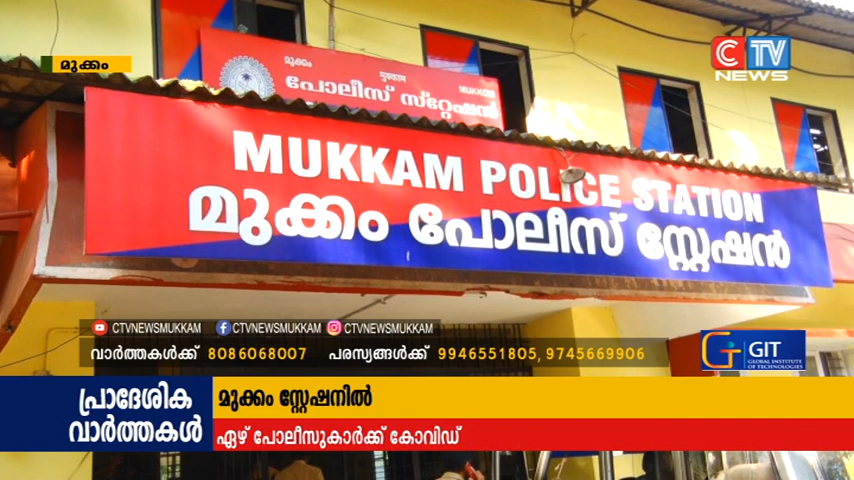 മൂക്കം
CTV
NEWS
മുക്കം
മുക്കാം
MUKKAM
പോലീസ് സ്റ്റേഷൻ
MUKKAM POLICE STATION
മുക്കം പോലീസ് സ്റ്റേഷൻ
CTVNEWSMUKKAM
CTVNEWSMUKKAM
CTVNEWSMUKKAM
വാർത്തകൾക്ക് 8086068007 പരസ്യങ്ങൾക്ക് 9946551805, 9745669906
GIT
GLOBAL INSTITUTE
OF TECHNOLOGIES
പ്രാദേശിക
വാർത്തകൾ
മുക്കം സ്റ്റേഷനിൽ
ഏഴ് പോലീസുകാർക്ക് കോവിഡ്